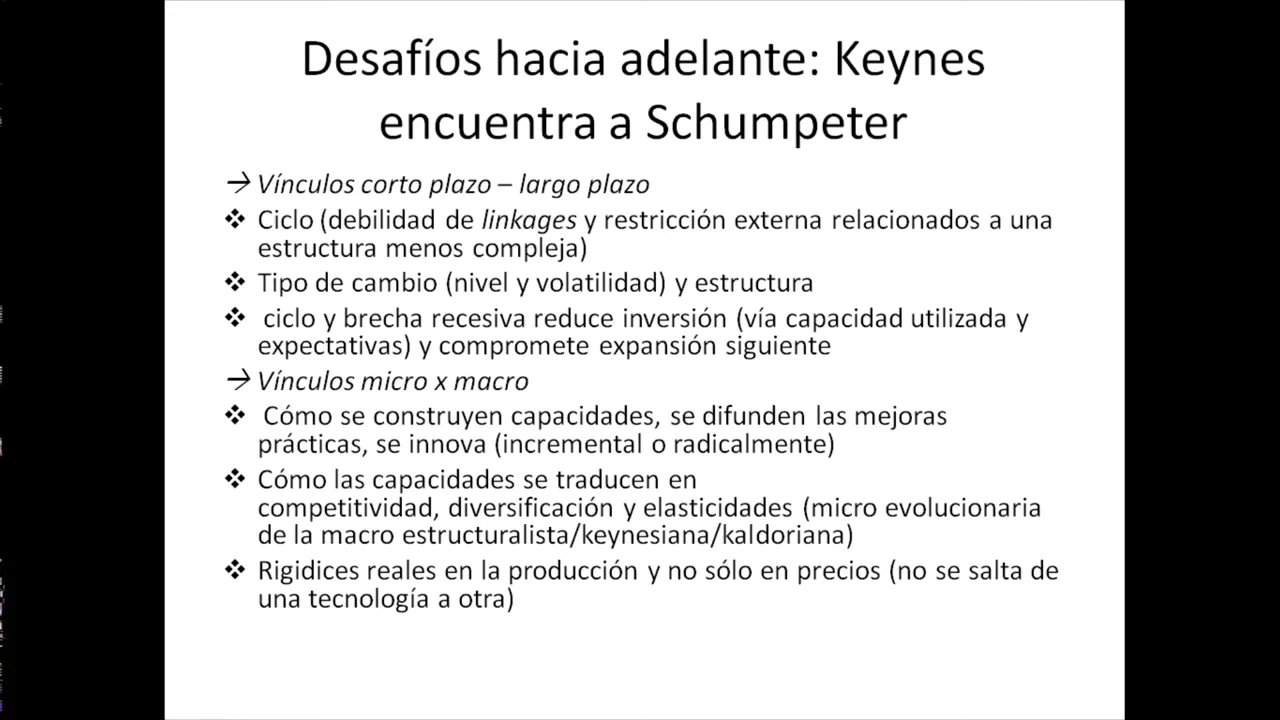 Desafíos hacia adelante: Keynes
encuentra a Schumpeter
→ Vínculos corto plazo – largo plazo
❖ Ciclo (debilidad de linkages y restricción externa relacionados a una
estructura menos compleja)
❖ Tipo de cambio (nivel y volatilidad) y estructura
❖ ciclo y brecha recesiva reduce inversión (vía capacidad utilizada y
expectativas) y compromete expansión siguiente
→ Vínculos micro x macro
❖ Cómo se construyen capacidades, se difunden las mejoras
prácticas, se innova (incremental o radicalmente)
❖ Cómo las capacidades se traducen en
competitividad, diversificación y elasticidades (micro evolucionaria
de la macro estructuralista/keynesiana/kaldoriana)
❖ Rigidices reales en la producción y no sólo en precios (no se salta de
una tecnología a otra)